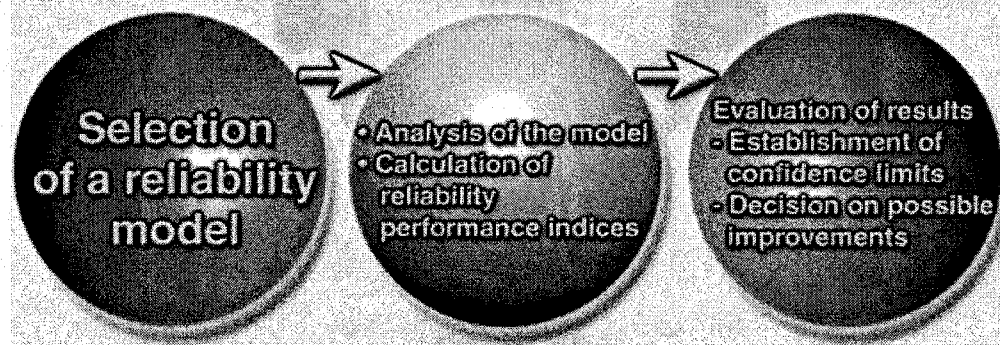 Selection
of a reliability
model
• Analysis of the model
• Calculation of
reliability
performance indices
Evaluation of results
- Establishment of
confidence limits
- Decision on possible
improvements